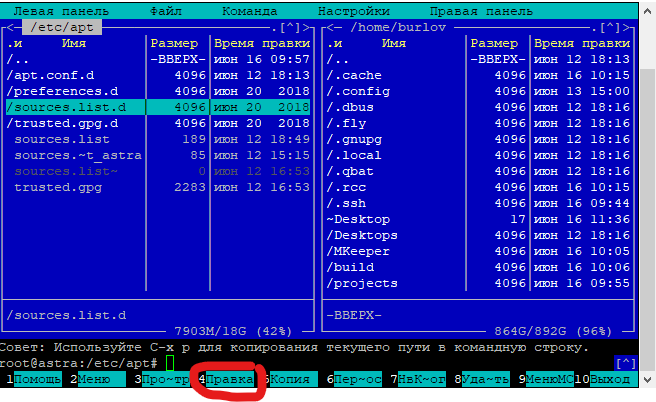 Левая панель Файл Команда Настройки Правая панель
<─ /etc/apt ─.[^]> <─ /home/burlov ─.[^]>
.и Имя Размер Время правки .и Имя Размер Время правки
/.. -ВВЕРХ- июн 16 09:57 /.. -ВВЕРХ- июн 12 18:13
/apt.conf.d 4096 июн 12 18:13 /.cache 4096 июн 16 10:15
/preferences.d 4096 июн 20 2018 /.config 4096 июн 13 15:00
/sources.list.d 4096 июн 20 2018 /.dbus 4096 июн 12 18:16
/trusted.gpg.d 4096 июн 20 2018 /.fly 4096 июн 12 18:16
sources.list 189 июн 12 18:49 /.gnupg 4096 июн 12 18:16
sources.~t_astra 85 июн 12 15:15 /.local 4096 июн 12 18:16
sources.list~ 0 июн 12 16:53 /.qbat 4096 июн 12 18:16
trusted.gpg 2283 июн 12 16:53 /.rcc 4096 июн 16 10:15
/.ssh 4096 июн 16 09:44
~Desktop 17 июн 16 11:36
/Desktops 4096 июн 12 18:16
/MKeeper 4096 июн 16 10:05
/build 4096 июн 16 10:06
/projects 4096 июн 16 09:55
/sources.list.d -ВВЕРХ-
7903M/18G (42%) 864G/892G (96%)
Совет: Используйте C-x p для копирования текущего пути в командную строку.
root@astra:/etc/apt# [^]
1Помощь 2Меню 3Про~тр 4Правка 5Копия 6Пер~ос 7НвК~ог 8Уда~ть 9МенюMC 10Выход